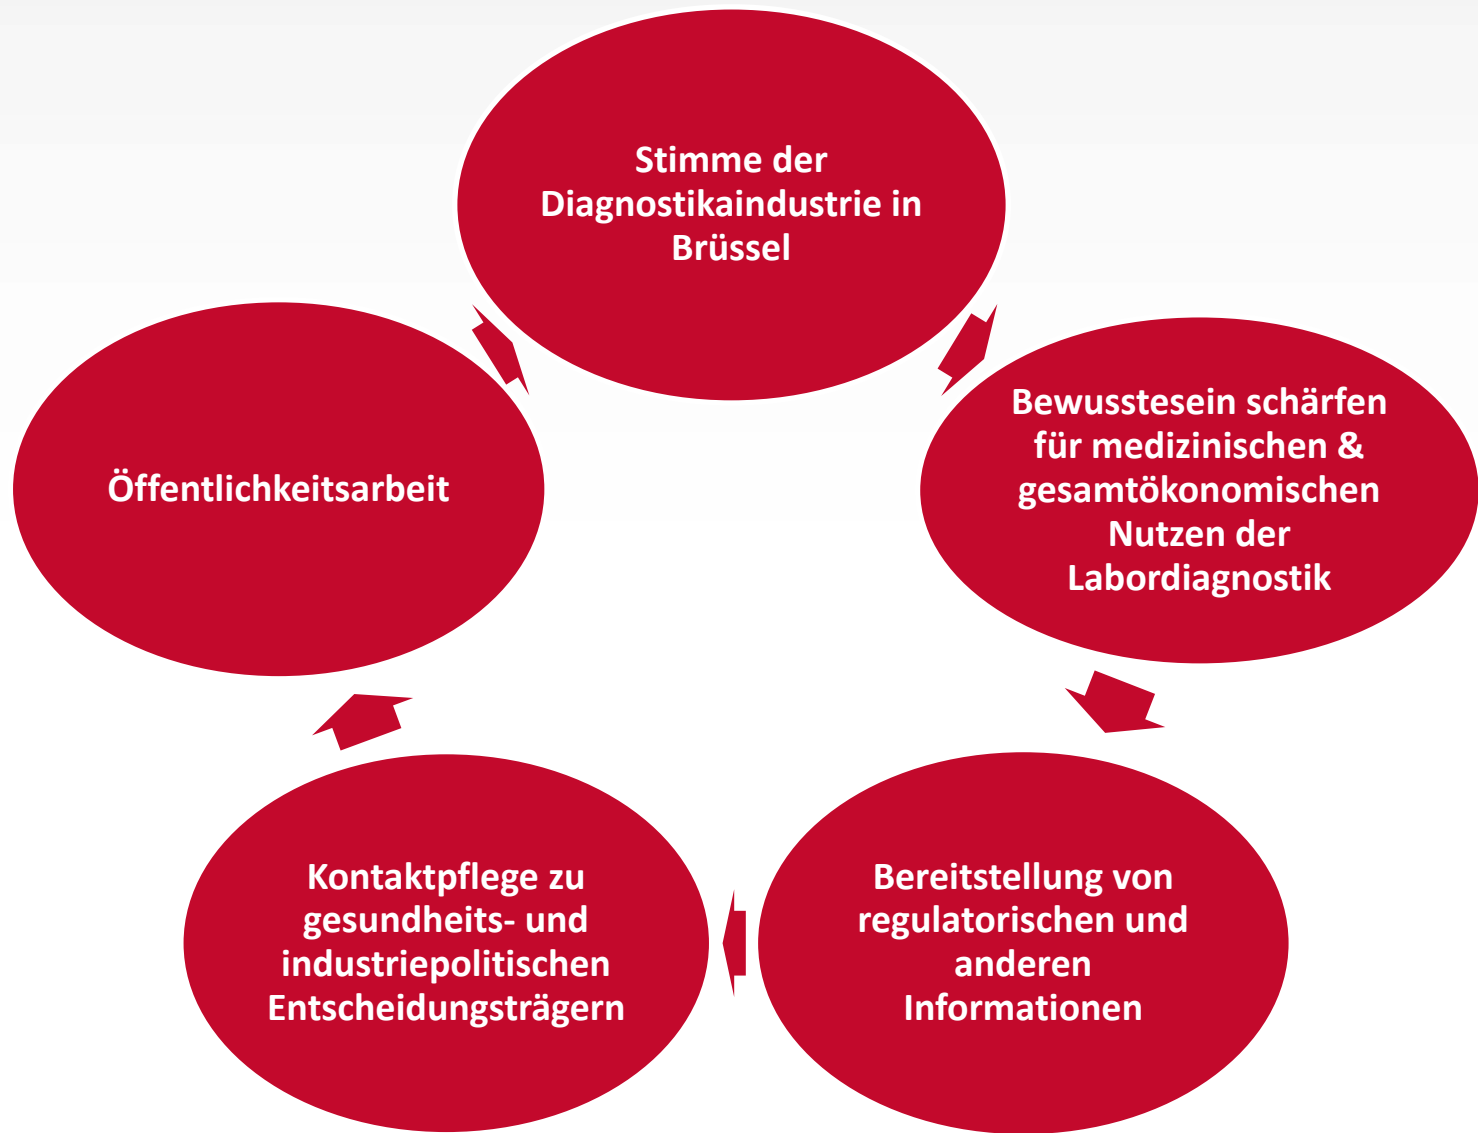 Stimme der
Diagnostikaindustrie in
Brüssel
Bewusstesein schärfen
für medizinischen &
gesamtökonomischen
Nutzen der
Labordiagnostik
Bereitstellung von
regulatorischen und
anderen
Informationen
Kontaktpflege zu
gesundheits- und
industriepolitischen
Entscheidungsträgern
Öffentlichkeitsarbeit